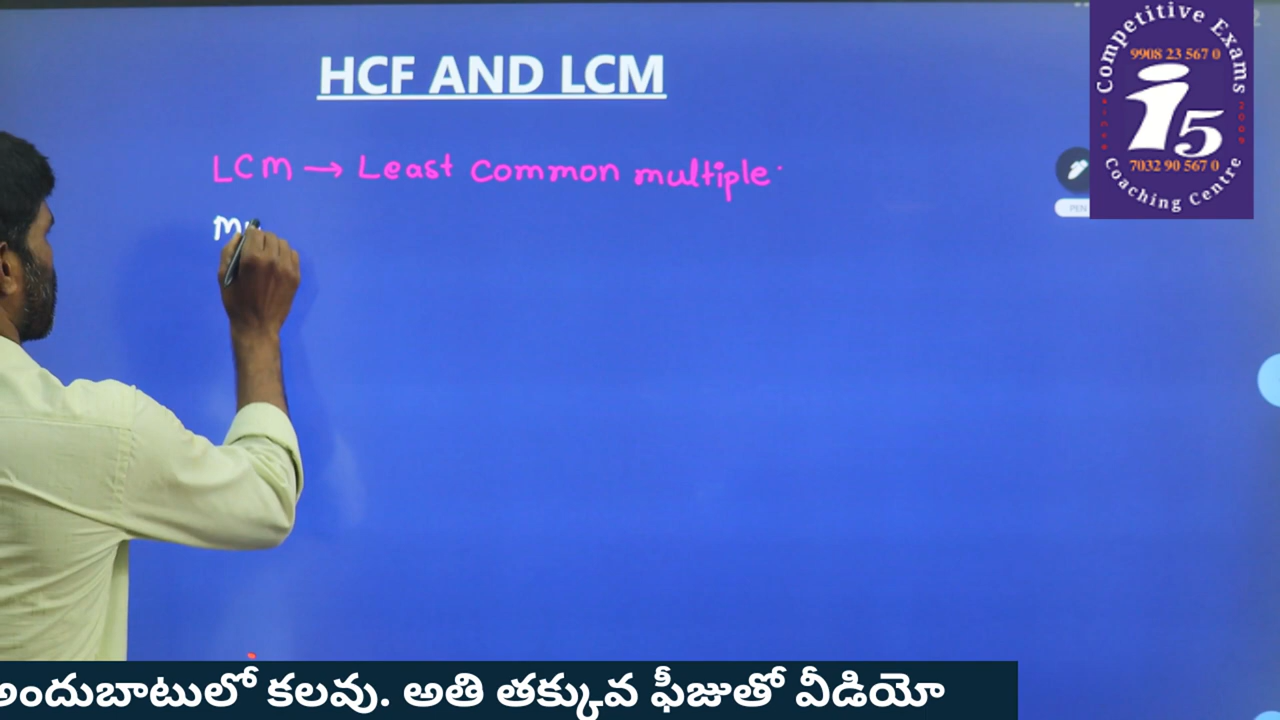 HCF AND LCM
LCM → Least common multiple
Competitive Exams
9908 23 567 0
i5
7032 90 567 0
Coaching Centre
PEN
అందుబాటులో కలవు. అతి తక్కువ ఫీజుతో వీడియో